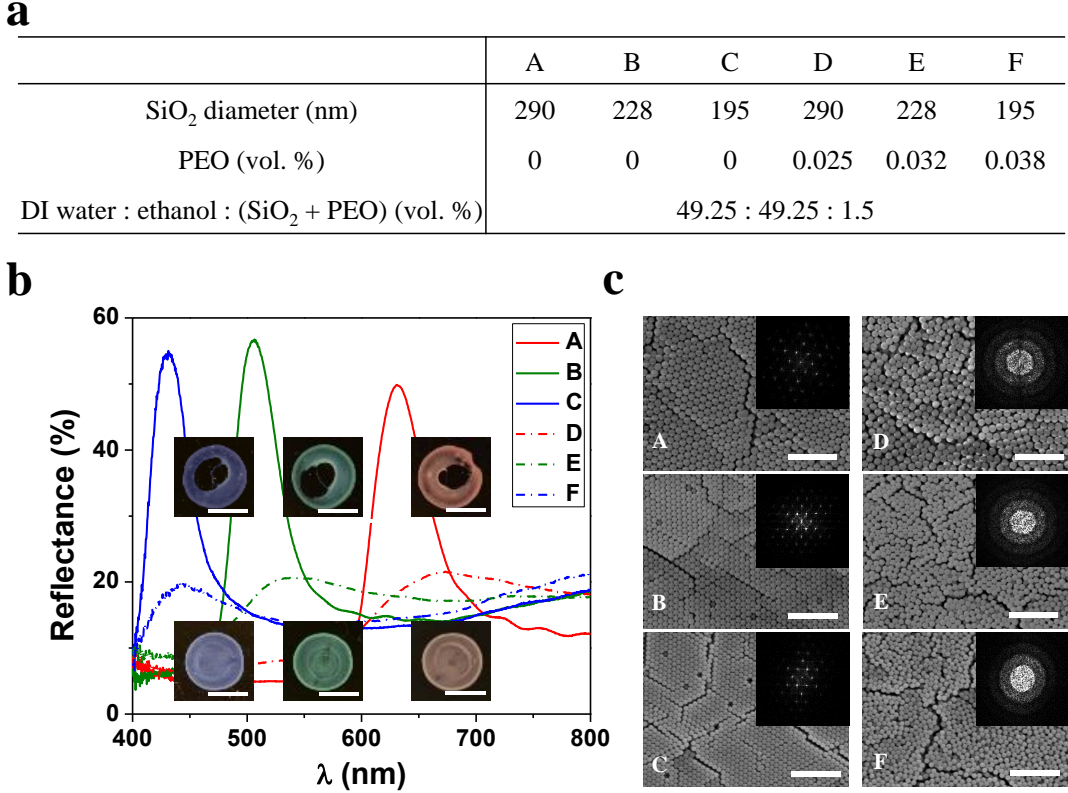 a
A B C D E F
SiO₂ diameter (nm) 290 228 195 290 228 195
PEO (vol. %) 0 0 0 0.025 0.032 0.038
DI water : ethanol : (SiO₂ + PEO) (vol. %) 49.25 : 49.25 : 1.5
b
60
40
20
0
Reflectance (%)
400 500 600 700 800
λ (nm)
A
B
C
D
E
F
c
A
D
B
E
C
F